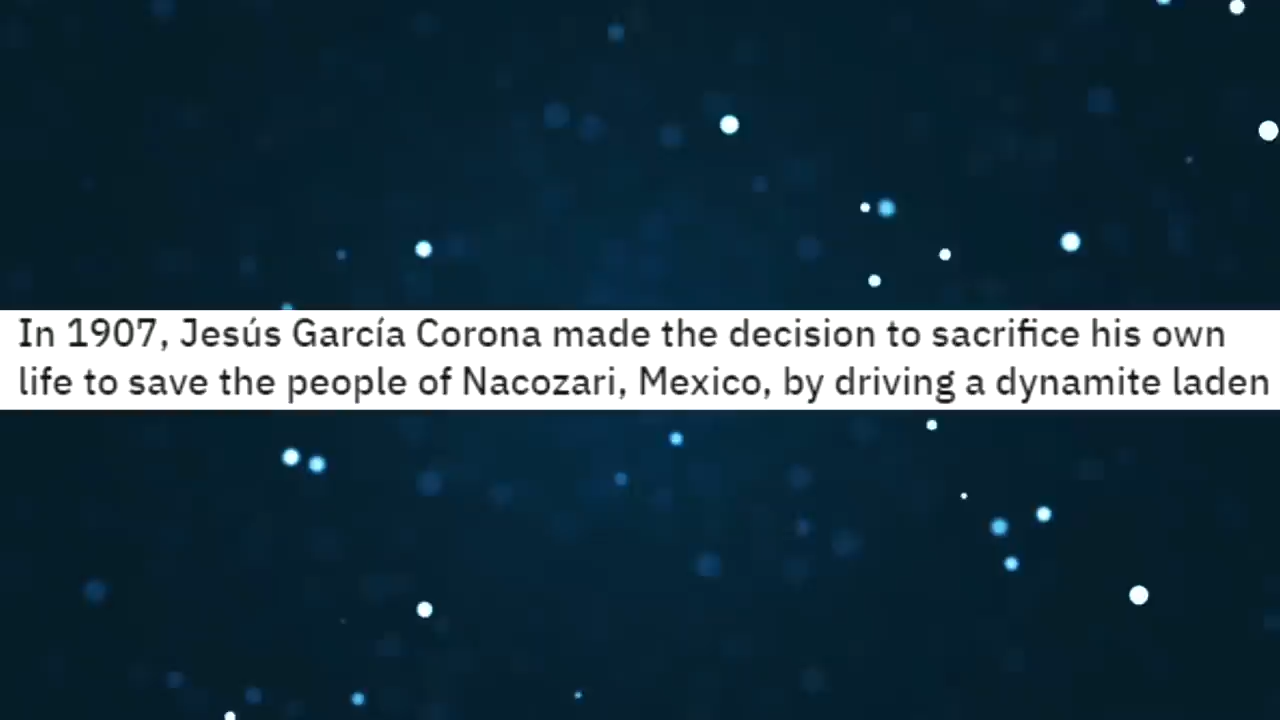 In 1907, Jesús García Corona made the decision to sacrifice his own
life to save the people of Nacozari, Mexico, by driving a dynamite laden